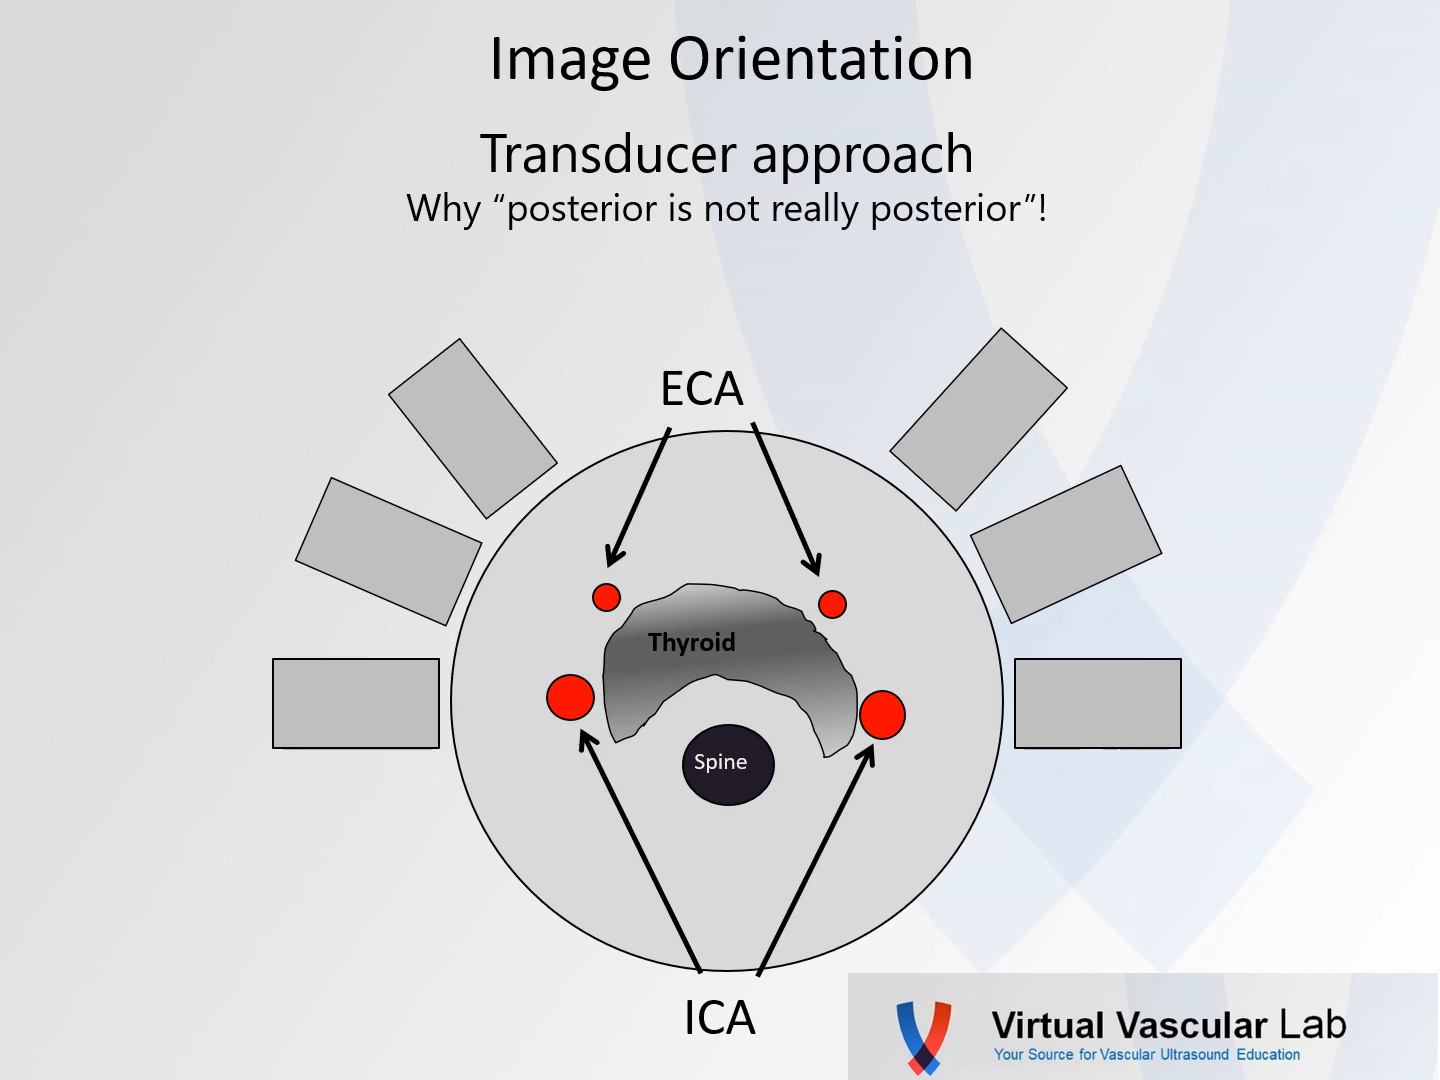 Image Orientation
Transducer approach
Why “posterior is not really posterior”!
ECA
Thyroid
Spine
ICA
Virtual Vascular Lab
Your Source for Vascular Ultrasound Education